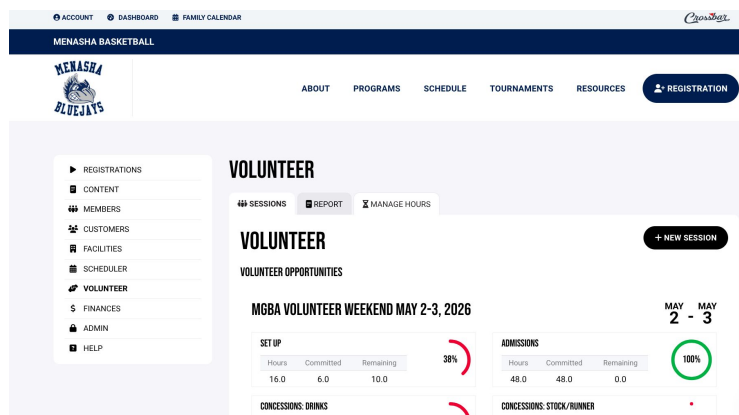 ACCOUNT DASHBOARD FAMILY CALENDAR Crossbar
MENASHA BASKETBALL
MENASHA
BLUEJAYS
ABOUT PROGRAMS SCHEDULE TOURNAMENTS RESOURCES REGISTRATION
REGISTRATIONS
CONTENT
MEMBERS
CUSTOMERS
FACILITIES
SCHEDULER
VOLUNTEER
FINANCES
ADMIN
HELP
VOLUNTEER
SESSIONS REPORT MANAGE HOURS
VOLUNTEER
+ NEW SESSION
VOLUNTEER OPPORTUNITIES
MGBA VOLUNTEER WEEKEND MAY 2-3, 2026
MAY MAY
2 - 3
SET UP
Hours Committed Remaining
16.0 6.0 10.0
38%
ADMISSIONS
Hours Committed Remaining
48.0 48.0 0.0
100%
CONCESSIONS: DRINKS
CONCESSIONS: STOCK/RUNNER